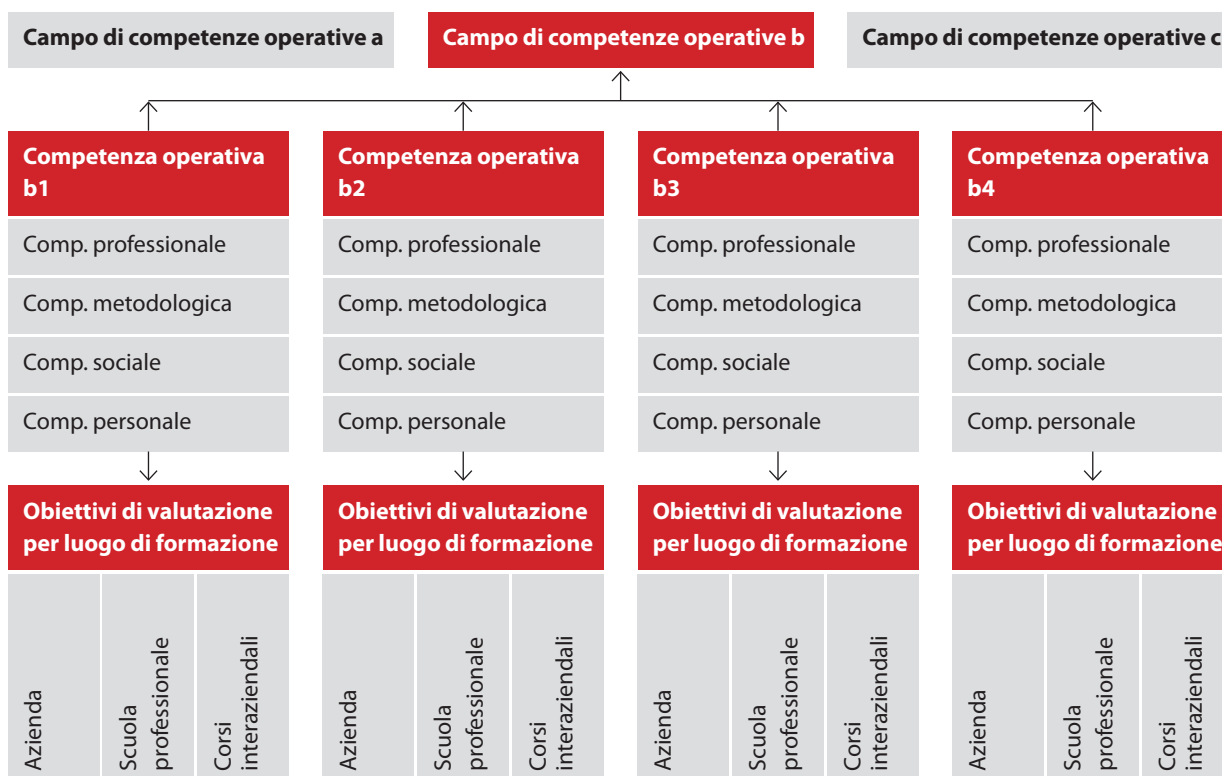 Campo di competenze operative a
Campo di competenze operative b
Campo di competenze operative c
Competenza operativa
b1
Competenza operativa
b2
Competenza operativa
b3
Competenza operativa
b4
Comp. professionale
Comp. professionale
Comp. professionale
Comp. professionale
Comp. metodologica
Comp. metodologica
Comp. metodologica
Comp. metodologica
Comp. sociale
Comp. sociale
Comp. sociale
Comp. sociale
Comp. personale
Comp. personale
Comp. personale
Comp. personale
Obiettivi di valutazione
per luogo di formazione
Obiettivi di valutazione
per luogo di formazione
Obiettivi di valutazione
per luogo di formazione
Obiettivi di valutazione
per luogo di formazione
Azienda
Scuola
professionale
Corsi
interaziendali
Azienda
Scuola
professionale
Corsi
interaziendali
Azienda
Scuola
professionale
Corsi
interaziendali
Azienda
Scuola
professionale
Corsi
interaziendali